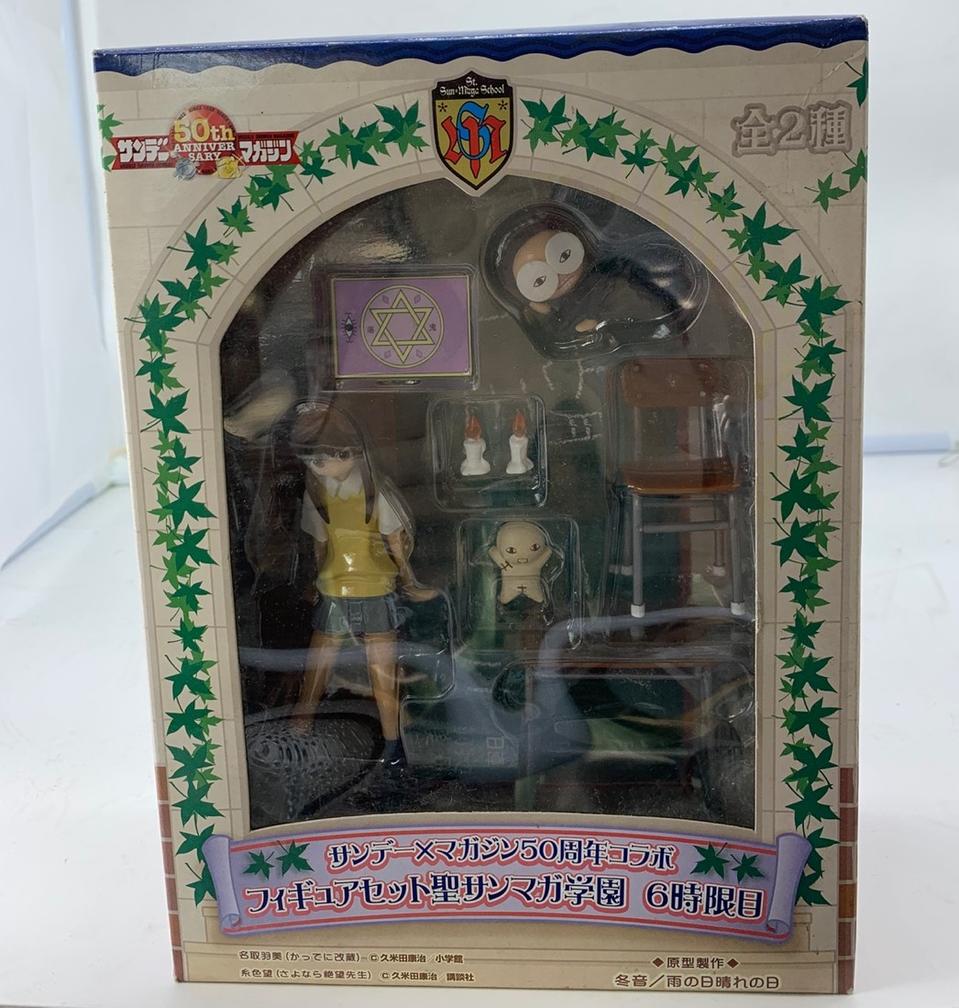 St.
Sun・Maga School
サンデー 50th ANNIVERSARY マガジン
全2種
サンデー×マガジン50周年コラボ
フィギュアセット聖サンマガ学園 6時限目
名取羽美(かってに改蔵) ©久米田康治/小学館
糸色望(さよなら絶望先生) ©久米田康治/講談社
◆原型製作◆
冬音/雨の日晴れの日